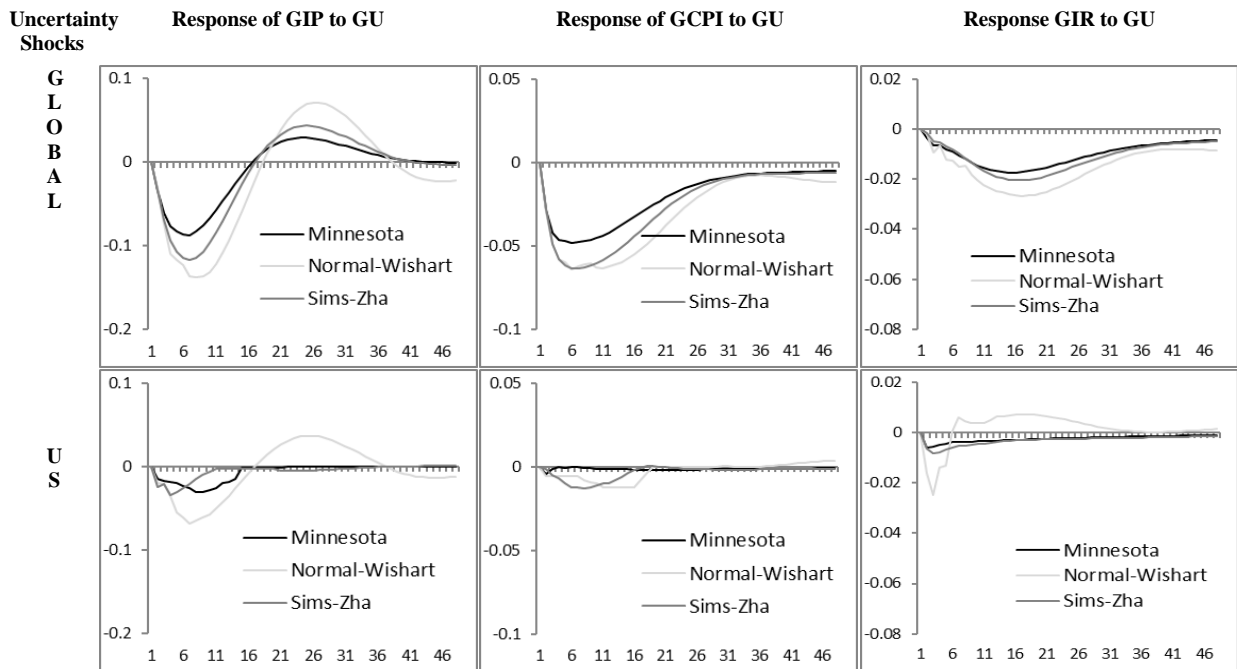 Uncertainty Shocks
Response of GIP to GU
Response of GCPI to GU
Response GIR to GU
G
L
O
B
A
L
0.1
0
-0.1
-0.2
Minnesota
Normal-Wishart
Sims-Zha
1 6 11 16 21 26 31 36 41 46
0.05
0
-0.05
-0.1
Minnesota
Normal-Wishart
Sims-Zha
1 6 11 16 21 26 31 36 41 46
0.02
0
-0.02
-0.04
-0.06
-0.08
Minnesota
Normal-Wishart
Sims-Zha
1 6 11 16 21 26 31 36 41 46
U
S
0.1
0
-0.1
-0.2
Minnesota
Normal-Wishart
Sims-Zha
1 6 11 16 21 26 31 36 41 46
0.05
0
-0.05
-0.1
Minnesota
Normal-Wishart
Sims-Zha
1 6 11 16 21 26 31 36 41 46
0.02
0
-0.02
-0.04
-0.06
-0.08
Minnesota
Normal-Wishart
Sims-Zha
1 6 11 16 21 26 31 36 41 46